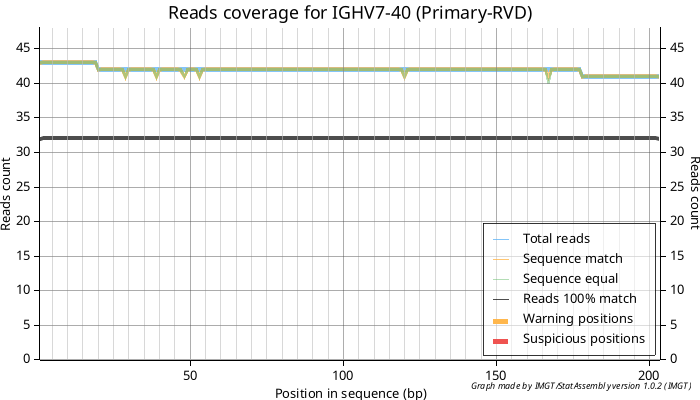 Reads coverage for IGHV7-40 (Primary-RVD)
45
40
35
30
25
20
15
10
5
0
Reads count
45
40
35
30
25
20
15
10
5
0
Reads count
Total reads
Sequence match
Sequence equal
Reads 100% match
Warning positions
Suspicious positions
50
100
150
200
Position in sequence (bp)
Graph made by IMGT/StatAssembly version 1.0.2 (IMGT)